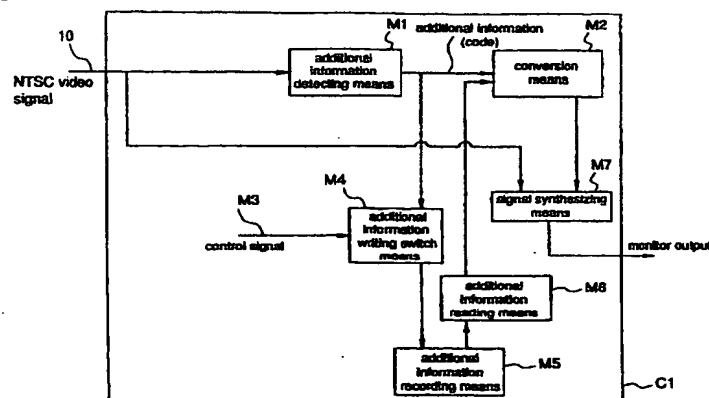 10
NTSC video
signal
M1
additional
information
detecting means
additional information
(code)
M2
conversion
means
M7
signal synthesizing
means
monitor output
M3
control signal
M4
additional
information
writing switch
means
additional
information
reading means
M6
additional
information
recording means
M5
C1